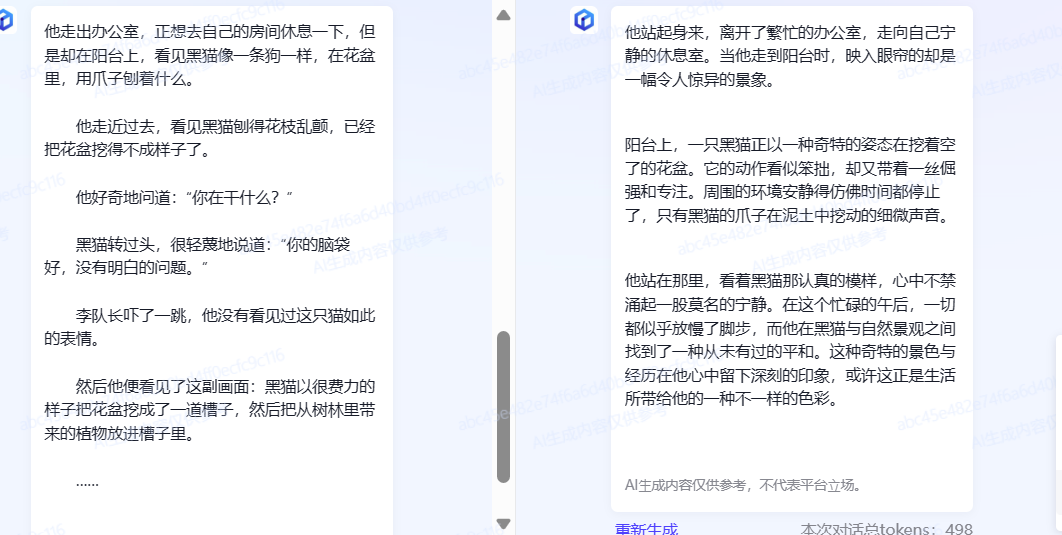 他走出办公室，正想去自己的房间休息一下，但
是却在阳台上，看见黑猫像一条狗一样，在花盆
里，用爪子刨着什么。
他走近过去，看见黑猫刨得花枝乱颤，已经
把花盆挖得不成样子了。
他好奇地问道：“你在干什么？”
黑猫转过头，很轻蔑地说道：“你的脑袋
好，没有明白的问题。”
李队长吓了一跳，他没有看见过这只猫如此
的表情。
然后他便看见了这副画面：黑猫以很费力的
样子把花盆挖成了一道槽子，然后把从树林里带
来的植物放进槽子里。
……
他站起身来，离开了繁忙的办公室，走向自己宁
静的休息室。当他走到阳台时，映入眼帘的却是
一幅令人惊异的景象。
阳台上，一只黑猫正以一种奇特的姿态在挖着空
了的花盆。它的动作看似笨拙，却又带着一丝倔
强和专注。周围的环境安静得仿佛时间都停止
了，只有黑猫的爪子在泥土中挖动的细微声音。
他站在那里，看着黑猫那认真的模样，心中不禁
涌起一股莫名的宁静。在这个忙碌的午后，一切
都似乎放慢了脚步，而他在黑猫与自然景观之间
找到了一种从未有过的平和。这种奇特的景色与
经历在他心中留下深刻的印象，或许这正是生活
所带给他的一种不一样的色彩。
AI生成内容仅供参考，不代表平台立场。
重新生成 本次对话总tokens：498